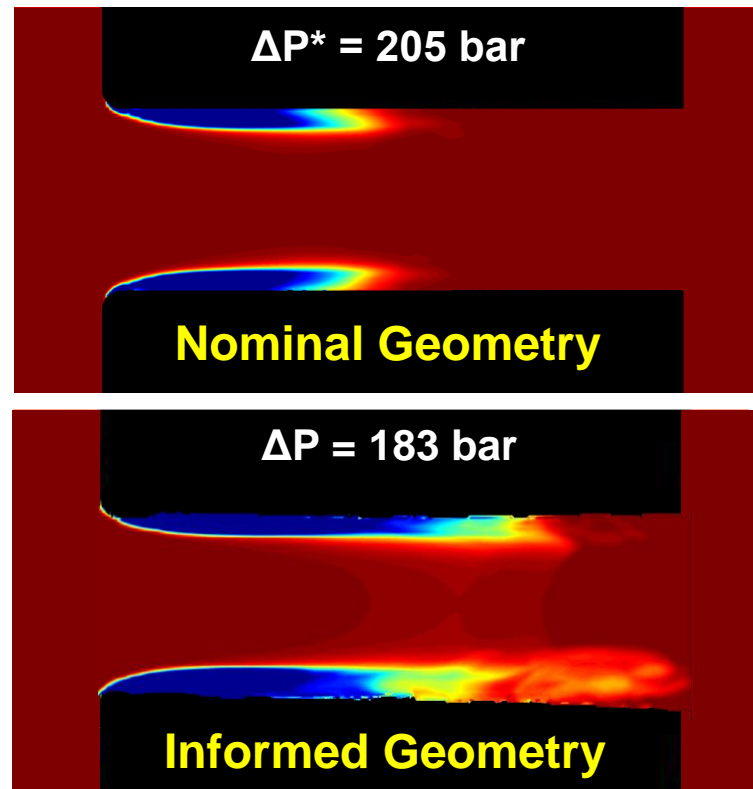 ΔP* = 205 bar
Nominal Geometry
ΔP = 183 bar
Informed Geometry